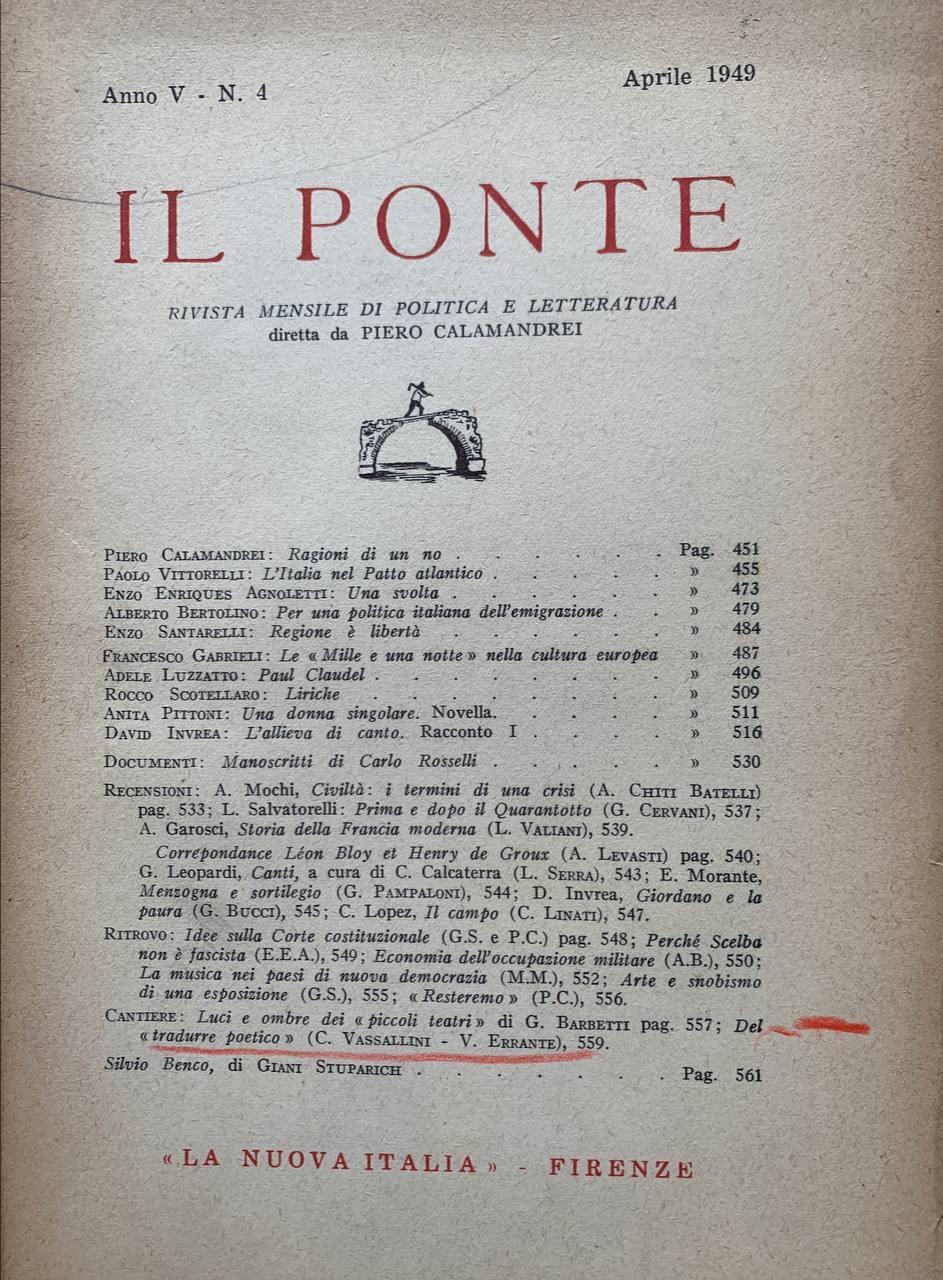 Anno V - N. 4
Aprile 1949
IL PONTE
RIVISTA MENSILE DI POLITICA E LETTERATURA
diretta da PIERO CALAMANDREI
PIERO CALAMANDREI: Ragioni di un no . . . . . . Pag. 451
PAOLO VITTORELLI: L'Italia nel Patto atlantico . . . . . » 455
ENZO ENRIQUES AGNOLETTI: Una svolta . . . . . . » 473
ALBERTO BERTOLINO: Per una politica italiana dell'emigrazione . . » 479
ENZO SANTARELLI: Regione è libertà . . . . . . » 484
FRANCESCO GABRIELI: Le « Mille e una notte » nella cultura europea » 487
ADELE LUZZATTO: Paul Claudel . . . . . . . . » 496
ROCCO SCOTELLARO: Liriche . . . . . . . . » 509
ANITA PITTONI: Una donna singolare. Novella. . . . . . » 511
DAVID INVREA: L'allieva di canto. Racconto I . . . . » 516
DOCUMENTI: Manoscritti di Carlo Rosselli . . . . . » 530
RECENSIONI: A. Mochi, Civiltà: i termini di una crisi (A. CHITI BATELLI)
pag. 533; L. Salvatorelli: Prima e dopo il Quarantotto (G. CERVANI), 537;
A. Garosci, Storia della Francia moderna (L. VALIANI), 539.
Correpondance Léon Bloy et Henry de Groux (A. LEVASTI) pag. 540;
G. Leopardi, Canti, a cura di C. Calcaterra (L. SERRA), 543; E. Morante,
Menzogna e sortilegio (G. PAMPALONI), 544; D. Invrea, Giordano e la
paura (G. BUCCI), 545; C. Lopez, Il campo (C. LINATI), 547.
RITROVO: Idee sulla Corte costituzionale (G.S. e P.C.) pag. 548; Perché Scelba
non è fascista (E.E.A.), 549; Economia dell'occupazione militare (A.B.), 550;
La musica nei paesi di nuova democrazia (M.M.), 552; Arte e snobismo
di una esposizione (G.S.), 555; « Resteremo » (P.C.), 556.
CANTIERE: Luci e ombre dei « piccoli teatri » di G. BARBETTI pag. 557; Del
« tradurre poetico » (C. VASSALLINI - V. ERRANTE), 559.
Silvio Benco, di GIANI STUPARICH . . . . . . . Pag. 561
« LA NUOVA ITALIA » - FIRENZE